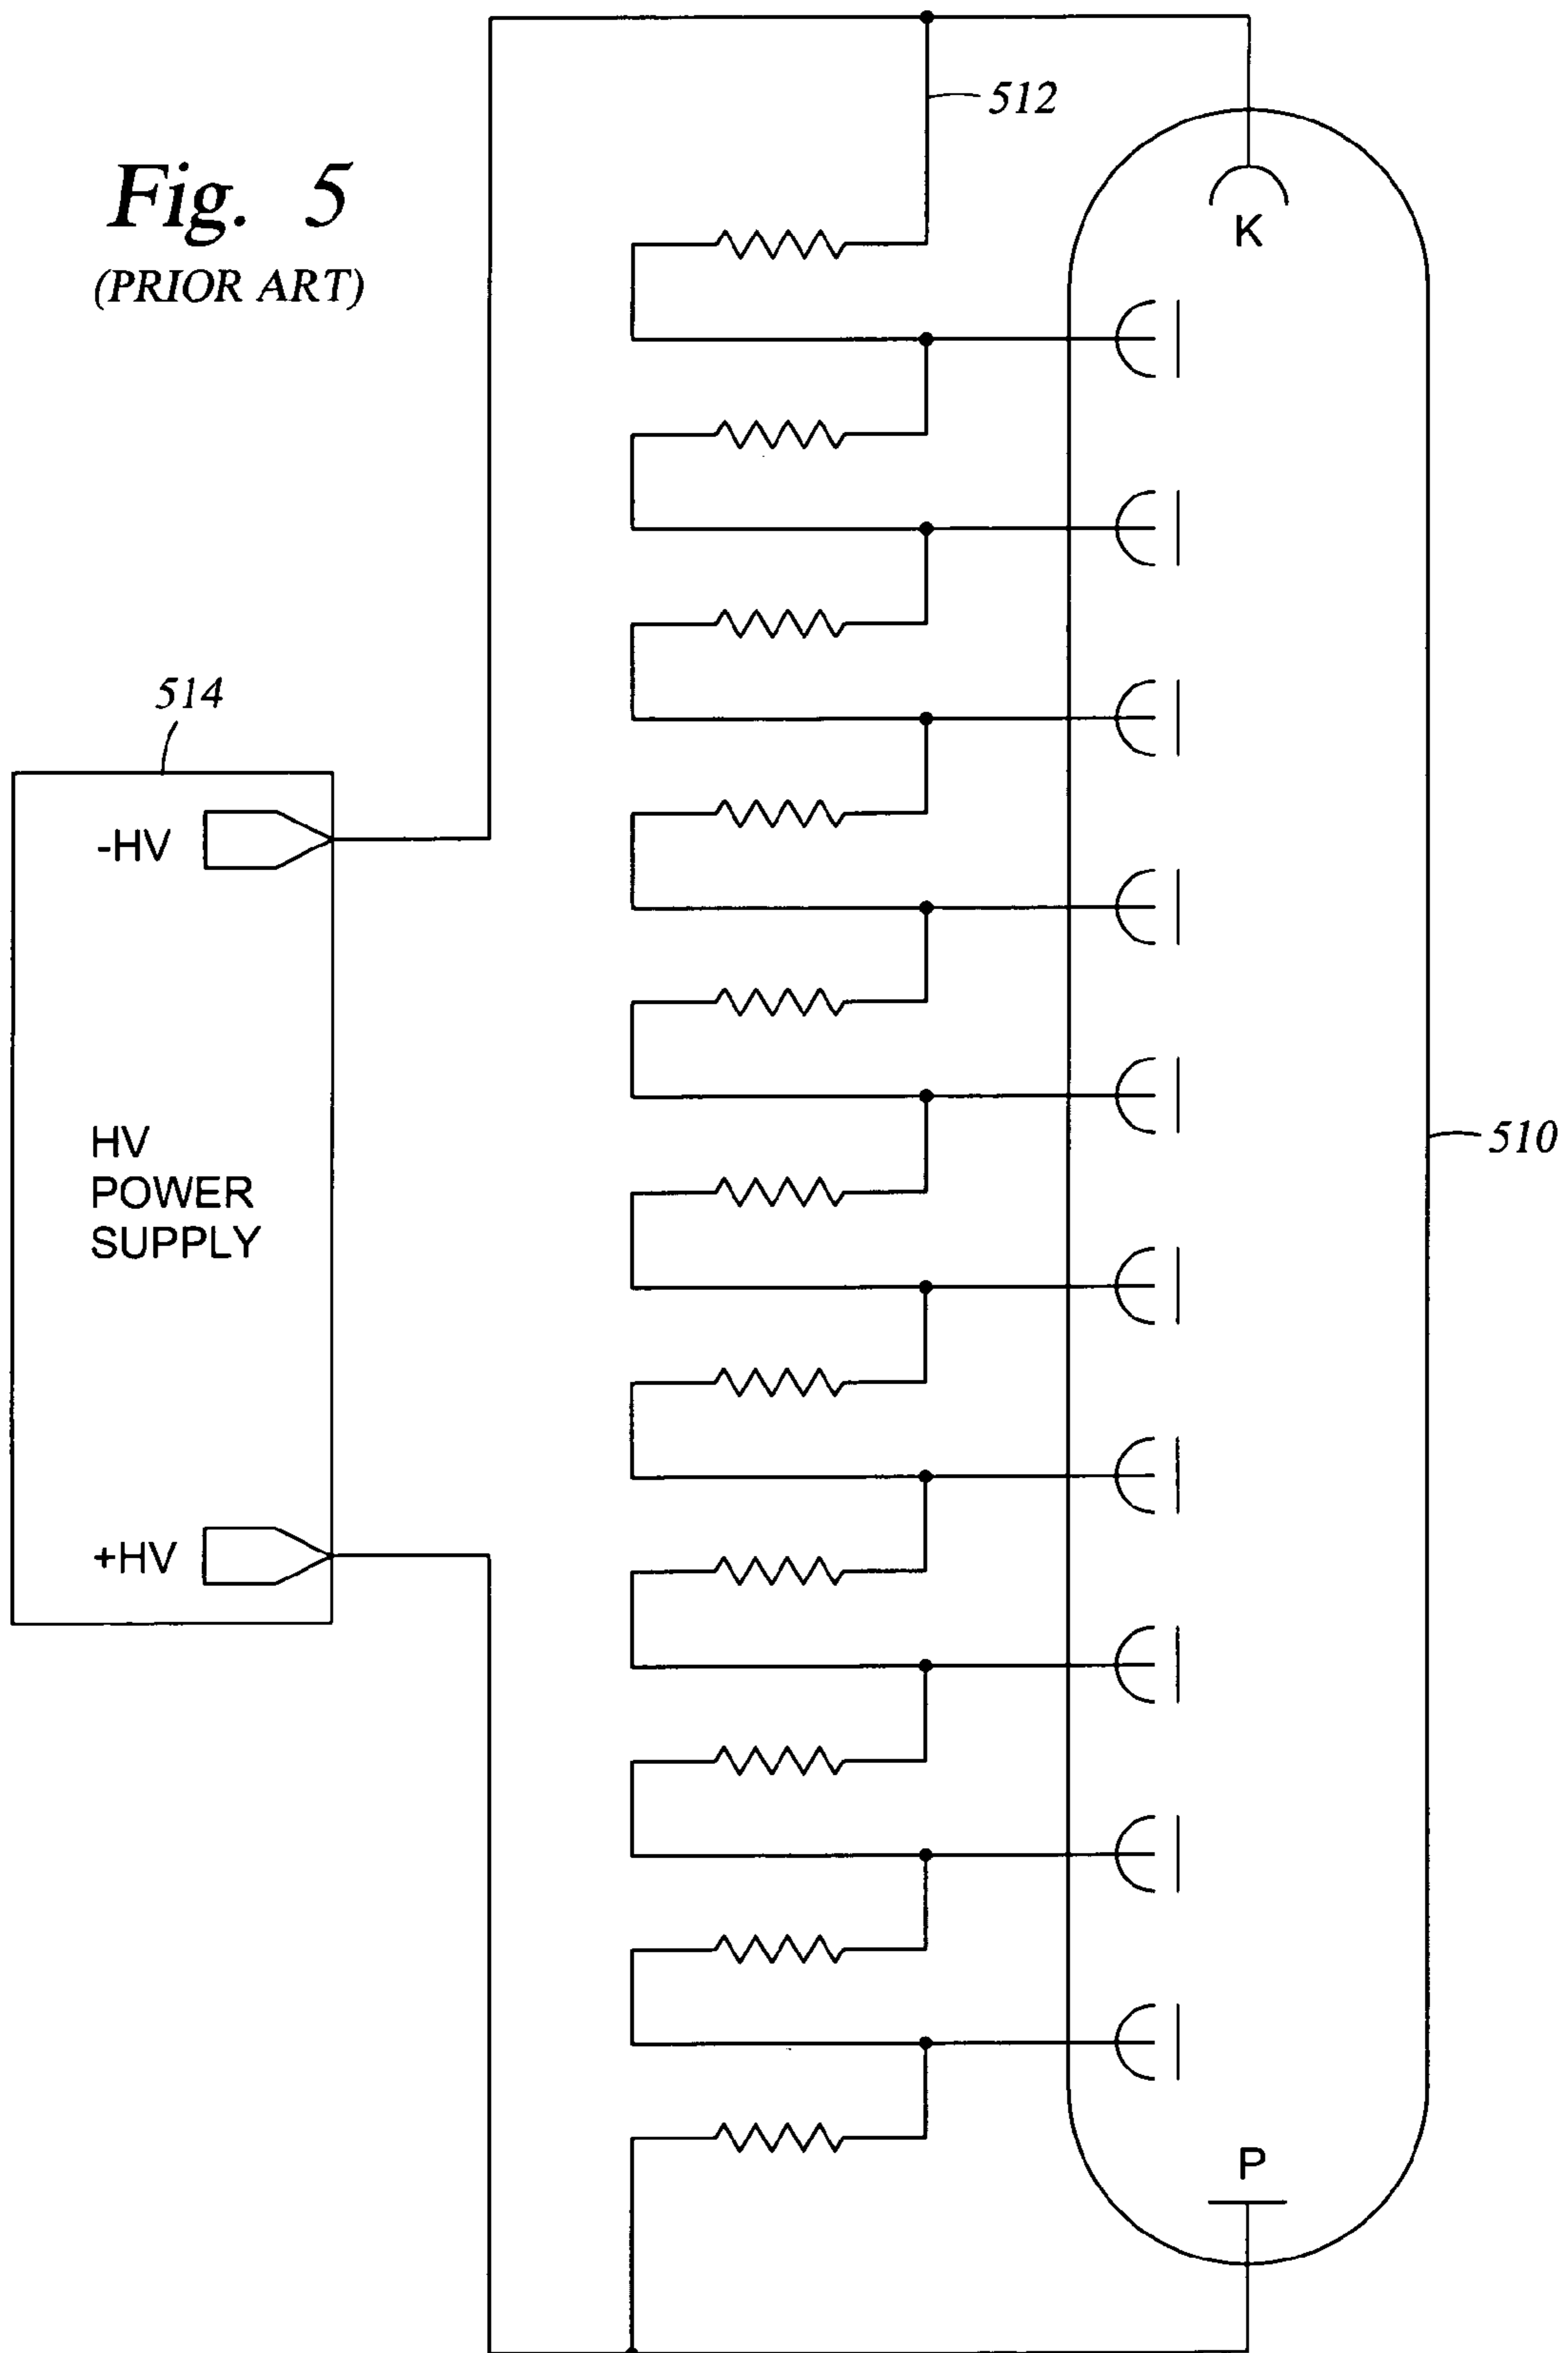 512
Fig. 5
(PRIOR ART)
K
514
-HV
HV
POWER
SUPPLY
510
+HV
P